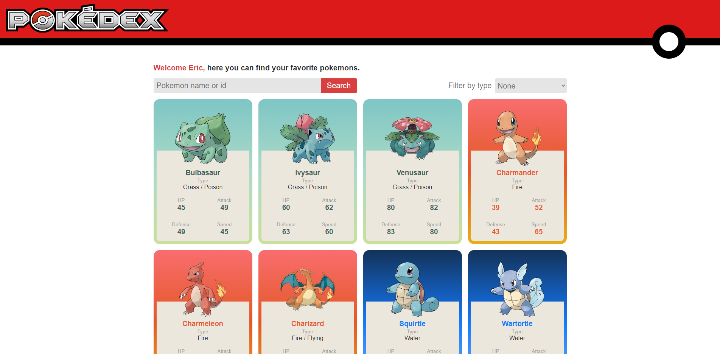 POKÉDEX
Welcome Eric, here you can find your favorite pokemons.
Pokemon name or id Search Filter by type None
Bulbasaur Ivysaur Venusaur Charmander
Type Type Type Type
Grass / Poison Grass / Poison Grass / Poison Fire
HP Attack HP Attack HP Attack HP Attack
45 49 60 62 80 82 39 52
Defense Speed Defense Speed Defense Speed Defense Speed
49 45 63 60 83 80 43 65
Charmeleon Charizard Squirtle Wartortle
Type Type Type Type
Fire Fire / Flying Water Water
HP Attack HP Attack HP Attack HP Attack